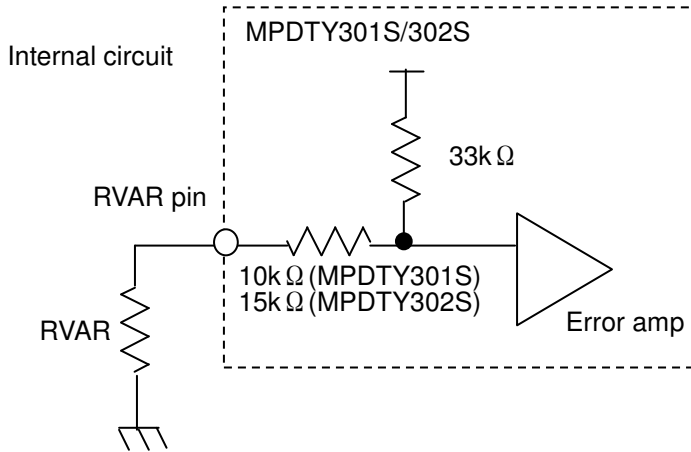 MPDTY301S/302S
Internal circuit
33kΩ
RVAR pin
10kΩ(MPDTY301S)
15kΩ(MPDTY302S)
RVAR
Error amp